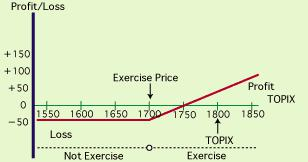 Profit/Loss
+150
+100
+50
0
−50
Exercise Price
Profit
TOPIX
1550 1600 1650 1700 1750 1800 1850
Loss
TOPIX
Not Exercise Exercise